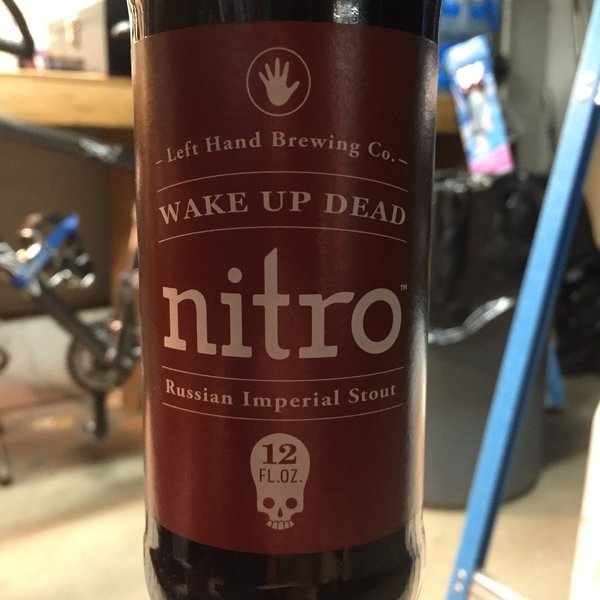 - Left Hand Brewing Co. -
WAKE UP DEAD
nitro™
Russian Imperial Stout
12
FL.OZ.